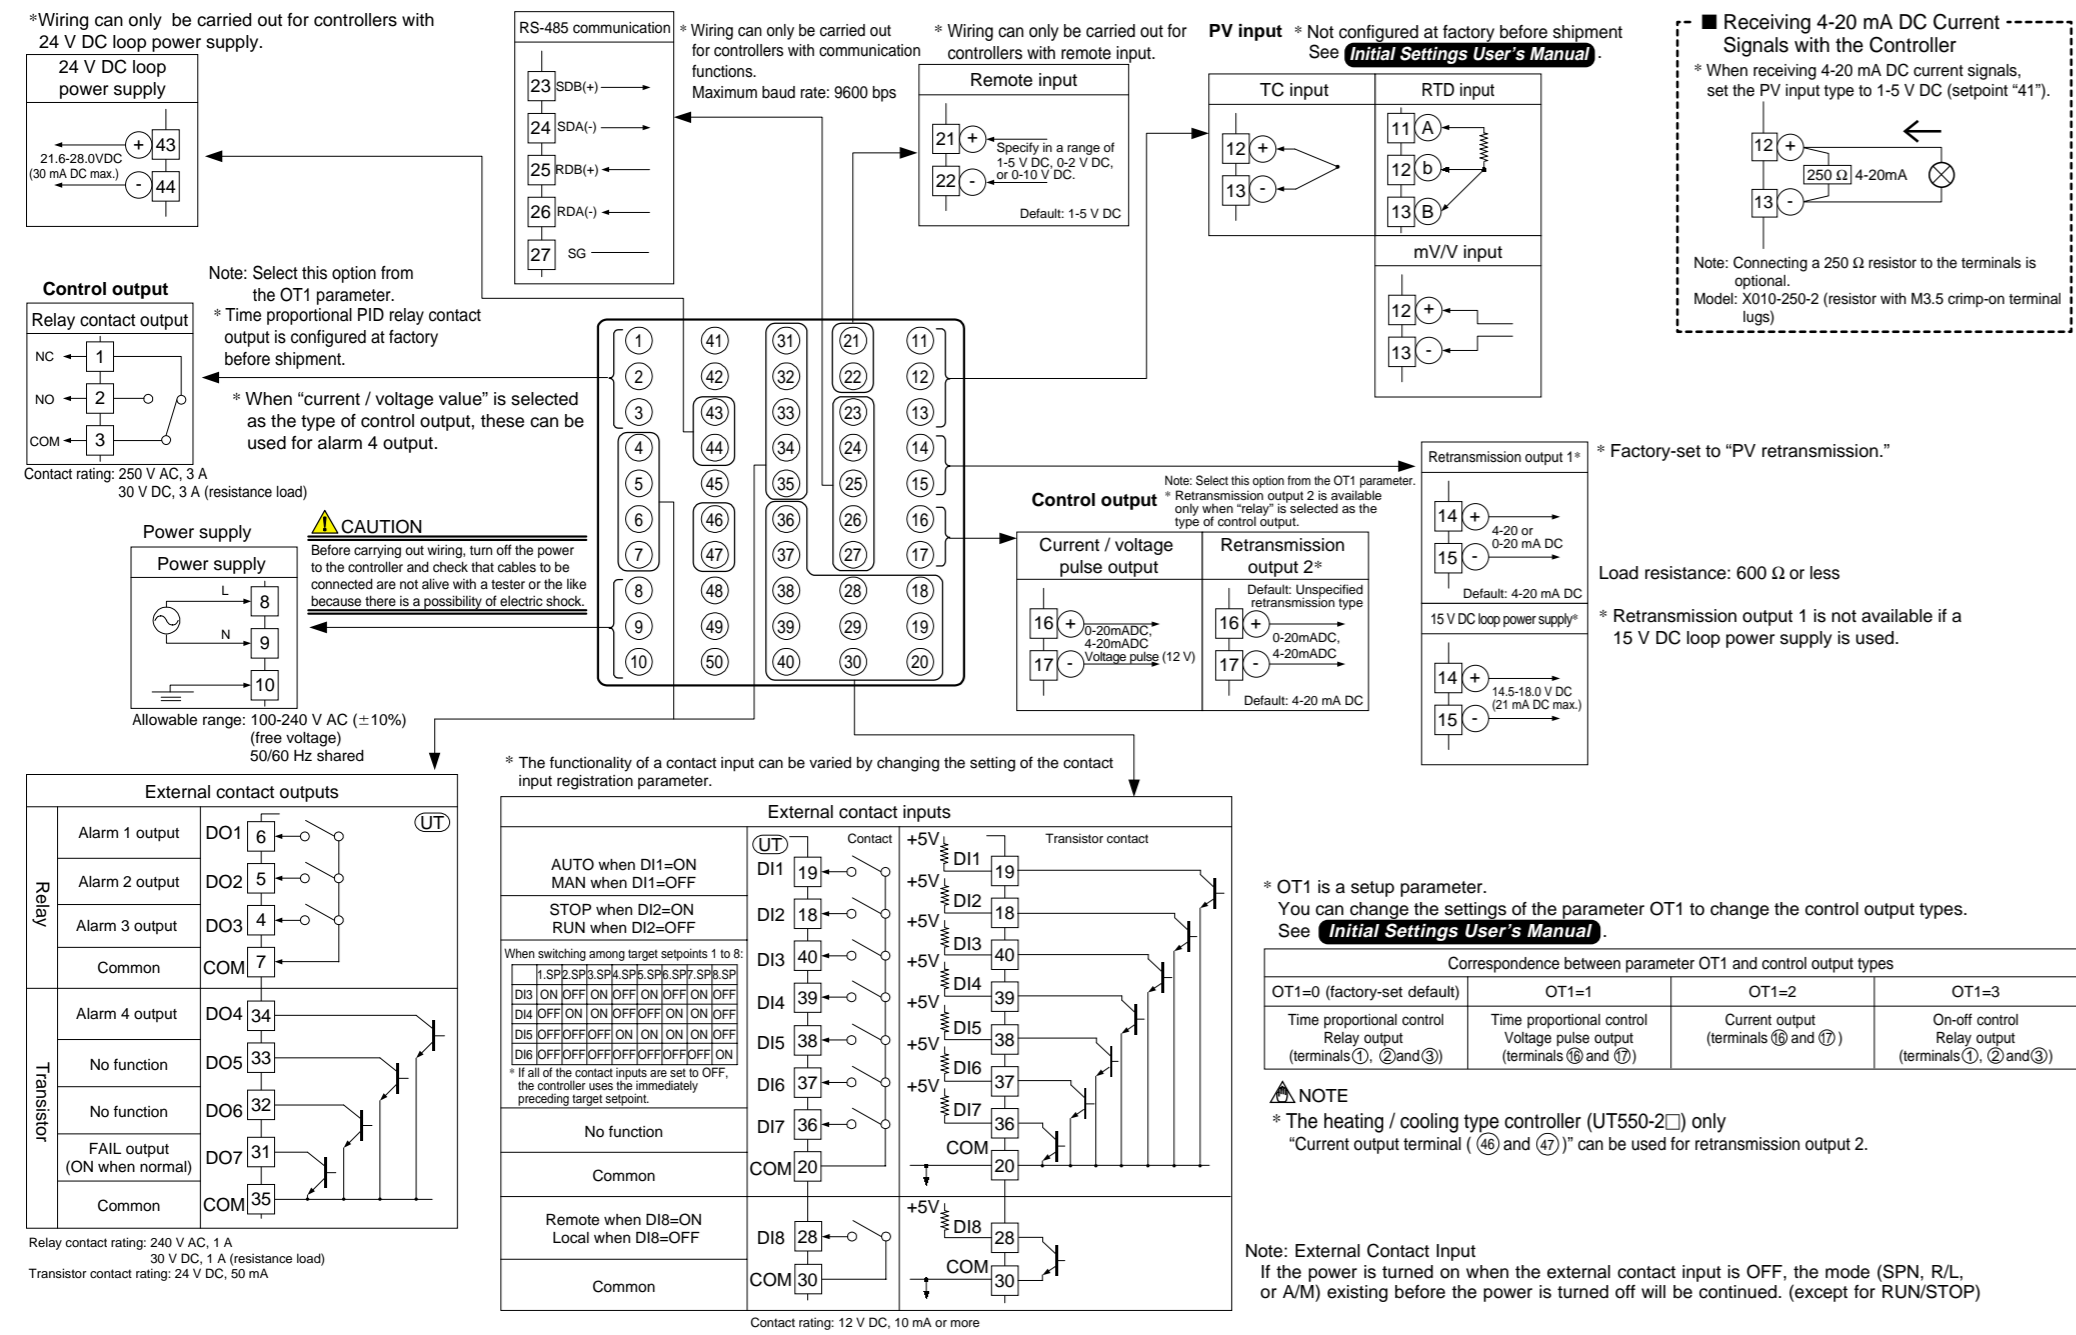 *Wiring can only be carried out for controllers with
24 V DC loop power supply.
24 V DC loop
power supply
+
43
21.6-28.0VDC
(30 mA DC max.)
-
44
RS-485 communication
23 SDB(+)
24 SDA(-)
25 RDB(+)
26 RDA(-)
27 SG
* Wiring can only be carried out
for controllers with communication
functions.
Maximum baud rate: 9600 bps
* Wiring can only be carried out for
controllers with remote input.
Remote input
21 +
Specify in a range of
1-5 V DC, 0-2 V DC,
or 0-10 V DC.
22 -
Default: 1-5 V DC
PV input * Not configured at factory before shipment
See Initial Settings User's Manual .
TC input
12 +
13 -
RTD input
11 A
12 b
13 B
mV/V input
12 +
13 -
■ Receiving 4-20 mA DC Current
Signals with the Controller
* When receiving 4-20 mA DC current signals,
set the PV input type to 1-5 V DC (setpoint “41”).
12 +
250 Ω 4-20mA
13 -
Note: Connecting a 250 Ω resistor to the terminals is
optional.
Model: X010-250-2 (resistor with M3.5 crimp-on terminal
lugs)
Control output
Relay contact output
NC 1
NO 2
COM 3
Contact rating: 250 V AC, 3 A
30 V DC, 3 A (resistance load)
Note: Select this option from
the OT1 parameter.
* Time proportional PID relay contact
output is configured at factory
before shipment.
* When “current / voltage value” is selected
as the type of control output, these can be
used for alarm 4 output.
1 41 31 21 11
2 42 32 22 12
3 43 33 23 13
4 44 34 24 14
5 45 35 25 15
6 46 36 26 16
7 47 37 27 17
8 48 38 28 18
9 49 39 29 19
10 50 40 30 20
Power supply
Power supply
L 8
N 9
10
Allowable range: 100-240 V AC (±10%)
(free voltage)
50/60 Hz shared
CAUTION
Before carrying out wiring, turn off the power
to the controller and check that cables to be
connected are not alive with a tester or the like
because there is a possibility of electric shock.
Control output
Note: Select this option from the OT1 parameter.
* Retransmission output 2 is available
only when “relay” is selected as the
type of control output.
Current / voltage
pulse output
16 +
0-20mADC,
4-20mADC
Voltage pulse (12 V)
17 -
Retransmission
output 2*
Default: Unspecified
retransmission type
16 +
0-20mADC,
4-20mADC
17 -
Default: 4-20 mA DC
Retransmission output 1*
14 +
4-20 or
0-20 mA DC
15 -
Default: 4-20 mA DC
15 V DC loop power supply*
14 +
14.5-18.0 V DC
(21 mA DC max.)
15 -
* Factory-set to “PV retransmission.”
Load resistance: 600 Ω or less
* Retransmission output 1 is not available if a
15 V DC loop power supply is used.
External contact outputs
UT
Relay
Alarm 1 output DO1 6
Alarm 2 output DO2 5
Alarm 3 output DO3 4
Common COM 7
Transistor
Alarm 4 output DO4 34
No function DO5 33
No function DO6 32
FAIL output
(ON when normal)
DO7 31
Common COM 35
Relay contact rating: 240 V AC, 1 A
30 V DC, 1 A (resistance load)
Transistor contact rating: 24 V DC, 50 mA
* The functionality of a contact input can be varied by changing the setting of the contact
input registration parameter.
External contact inputs
AUTO when DI1=ON
MAN when DI1=OFF
STOP when DI2=ON
RUN when DI2=OFF
When switching among target setpoints 1 to 8:
1.SP 2.SP 3.SP 4.SP 5.SP 6.SP 7.SP 8.SP
DI3 ON OFF ON OFF ON OFF ON OFF
DI4 OFF ON ON OFF OFF ON ON OFF
DI5 OFF OFF OFF ON ON ON ON OFF
DI6 OFF OFF OFF OFF OFF OFF OFF ON
* If all of the contact inputs are set to OFF,
the controller uses the immediately
preceding target setpoint.
No function
Common
Remote when DI8=ON
Local when DI8=OFF
Common
UT Contact
DI1 19
DI2 18
DI3 40
DI4 39
DI5 38
DI6 37
DI7 36
COM 20
DI8 28
COM 30
Transistor contact
+5V DI1 19
+5V DI2 18
+5V DI3 40
+5V DI4 39
+5V DI5 38
+5V DI6 37
+5V DI7 36
COM 20
+5V DI8 28
COM 30
Contact rating: 12 V DC, 10 mA or more
* OT1 is a setup parameter.
You can change the settings of the parameter OT1 to change the control output types.
See Initial Settings User's Manual .
Correspondence between parameter OT1 and control output types
OT1=0 (factory-set default) OT1=1 OT1=2 OT1=3
Time proportional control
Relay output
(terminals ①, ② and ③)
Time proportional control
Voltage pulse output
(terminals ⑯ and ⑰)
Current output
(terminals ⑯ and ⑰)
On-off control
Relay output
(terminals ①, ② and ③)
NOTE
* The heating / cooling type controller (UT550-2□) only
“Current output terminal ( ㊻ and ㊼ )” can be used for retransmission output 2.
Note: External Contact Input
If the power is turned on when the external contact input is OFF, the mode (SPN, R/L,
or A/M) existing before the power is turned off will be continued. (except for RUN/STOP)